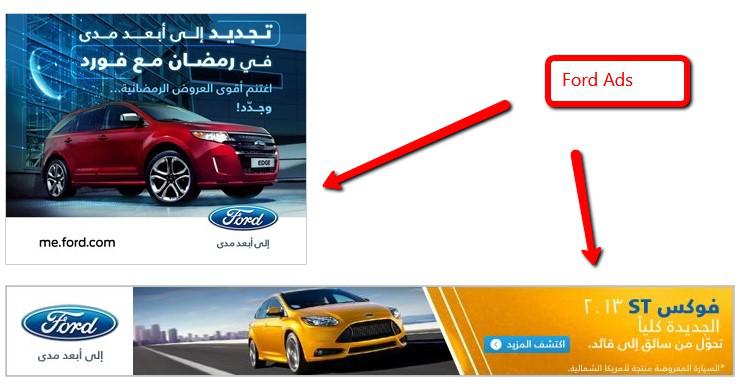 تجديد إلى أبعد مدى
في رمضان مع فورد
اغتنم أقوى العروض الرمضانية...
وجدّد!
EDGE
Ford
me.ford.com
إلى أبعد مدى
Ford Ads
Ford
إلى أبعد مدى
فوكس ST ٢٠١٣
الجديدة كلياً
تحوّل من سائق إلى قائد.
اكتشف المزيد
*السيارة المعروضة منتجة لأمريكا الشمالية.